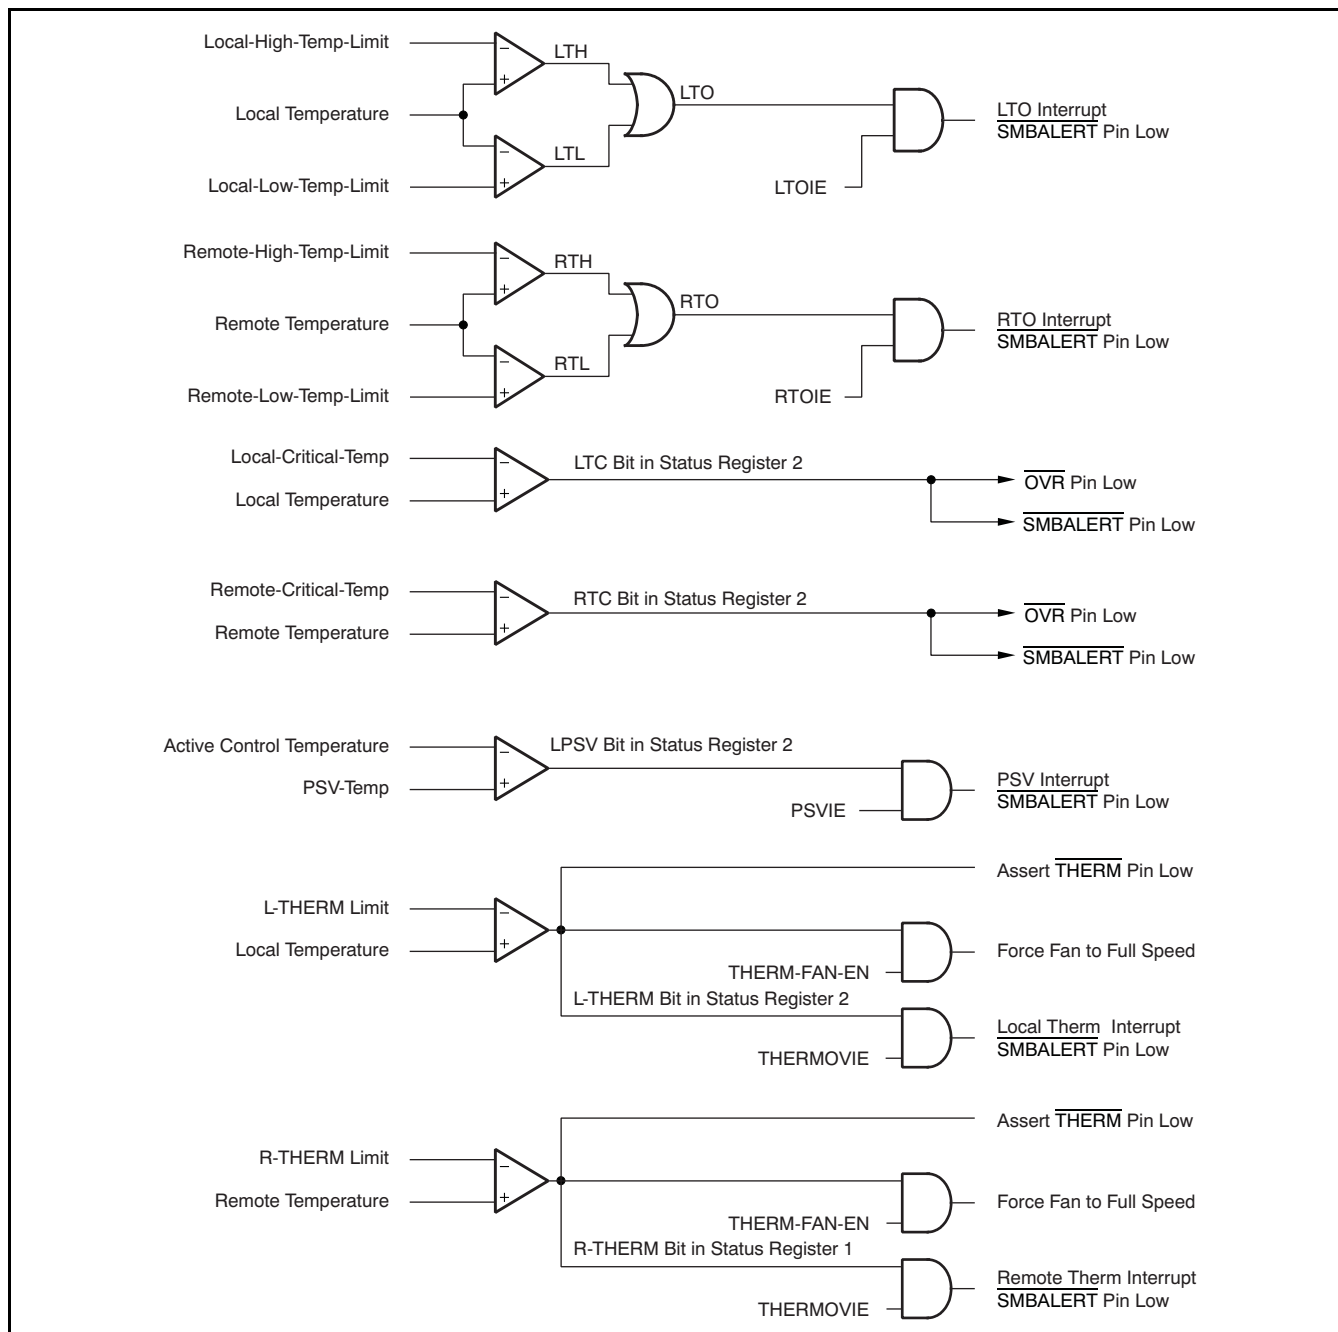 Local-High-Temp-Limit
−
LTH
+
LTO
Local Temperature
LTO Interrupt
SMBALERT Pin Low
−
LTL
+
Local-Low-Temp-Limit
LTOIE
Remote-High-Temp-Limit
−
RTH
+
RTO
Remote Temperature
RTO Interrupt
SMBALERT Pin Low
−
RTL
+
Remote-Low-Temp-Limit
RTOIE
Local-Critical-Temp
−
LTC Bit in Status Register 2
OVR Pin Low
Local Temperature
+
SMBALERT Pin Low
Remote-Critical-Temp
−
RTC Bit in Status Register 2
OVR Pin Low
Remote Temperature
+
SMBALERT Pin Low
Active Control Temperature
−
LPSV Bit in Status Register 2
PSV-Temp
+
PSV Interrupt
SMBALERT Pin Low
PSVIE
Assert THERM Pin Low
L-THERM Limit
−
Local Temperature
+
Force Fan to Full Speed
THERM-FAN-EN
L-THERM Bit in Status Register 2
Local Therm Interrupt
SMBALERT Pin Low
THERMOVIE
Assert THERM Pin Low
R-THERM Limit
−
Remote Temperature
+
Force Fan to Full Speed
THERM-FAN-EN
R-THERM Bit in Status Register 1
Remote Therm Interrupt
SMBALERT Pin Low
THERMOVIE